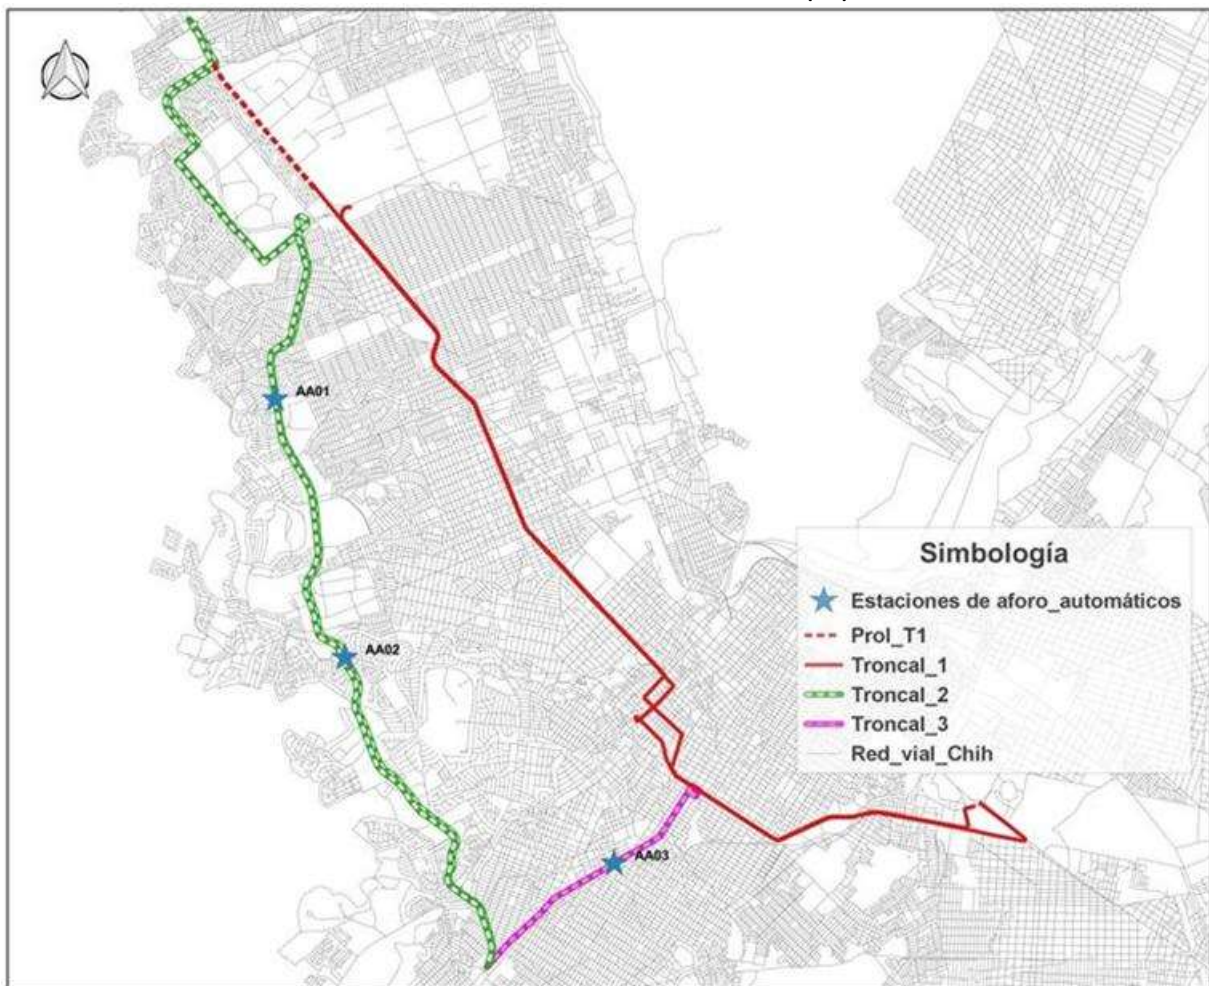 AA01
AA02
AA03
Simbología
Estaciones de aforo_automáticos
Prol_T1
Troncal_1
Troncal_2
Troncal_3
Red_vial_Chih